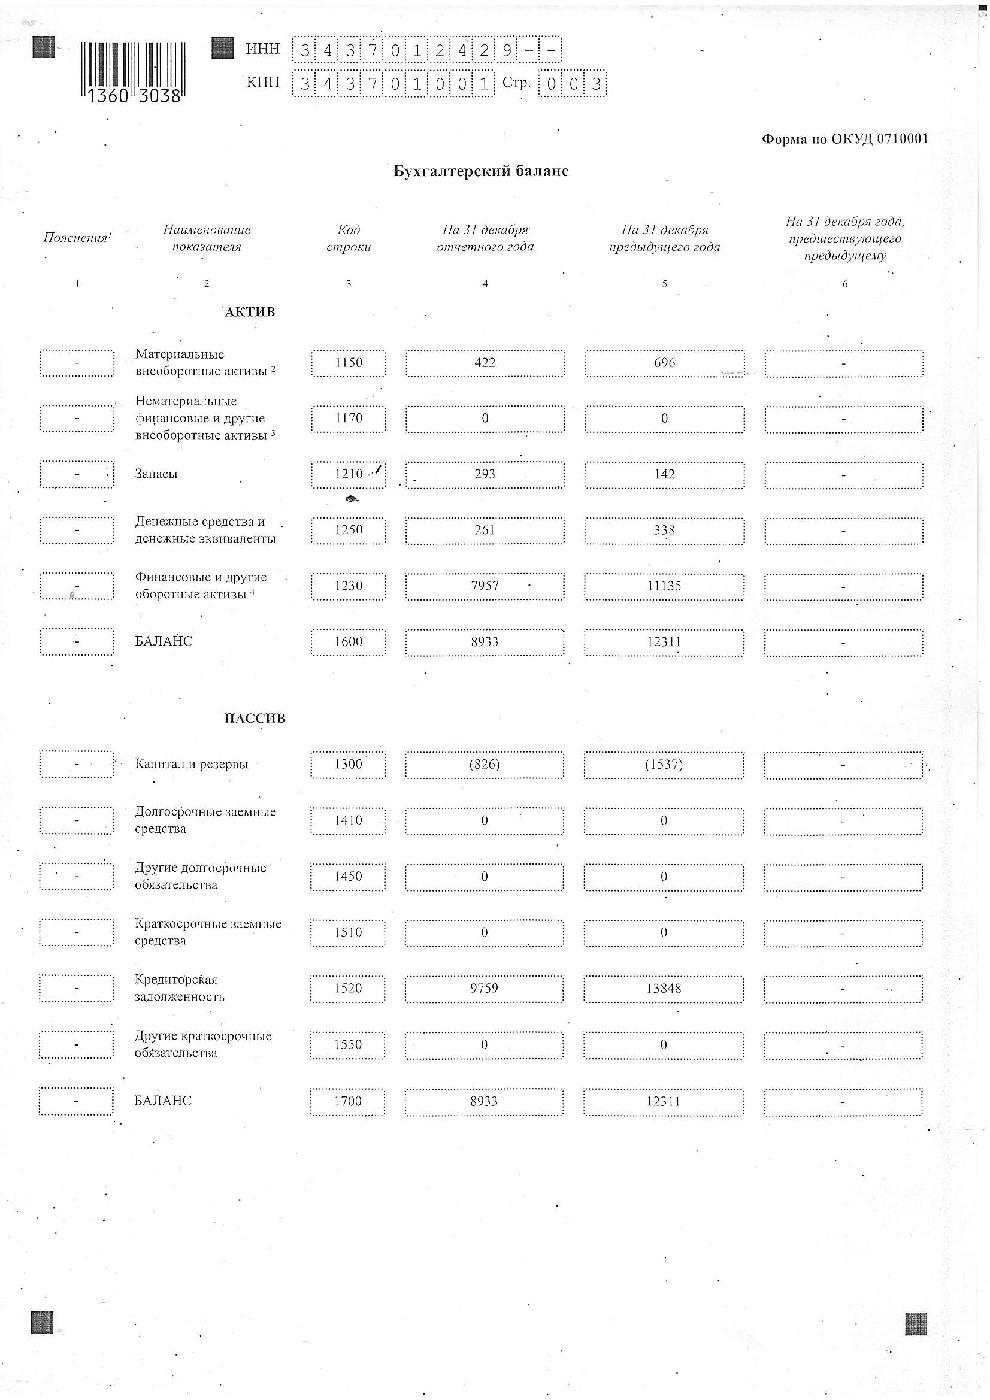 ИНН 3437012429--
1360 3038
КПП 343701001 Стр. 003
Форма по ОКУД 0710001
Бухгалтерский баланс
Пояснения¹ Наименование показателя Код строки На 31 декабря отчетного года На 31 декабря предыдущего года На 31 декабря года, предшествующего предыдущему
1 2 3 4 5 6
АКТИВ
Материальные
- внеоборотные активы ² 1150 422 696 -
Нематериальные
- финансовые и другие 1170 0 0 -
внеоборотные активы ³
- Запасы 1210 293 142 -
Денежные средства и
- денежные эквиваленты 1250 261 338 -
Финансовые и другие
- оборотные активы ⁴ 1230 7957 11135 -
- БАЛАНС 1600 8933 12311 -
ПАССИВ
- Капитал и резервы 1300 (826) (1537) -
Долгосрочные заемные
- средства 1410 0 0 -
Другие долгосрочные
- обязательства 1450 0 0 -
Краткосрочные заемные
- средства 1510 0 0 -
Кредиторская
- задолженность 1520 9759 13848 -
Другие краткосрочные
- обязательства 1550 0 0 -
- БАЛАНС 1700 8933 12311 -